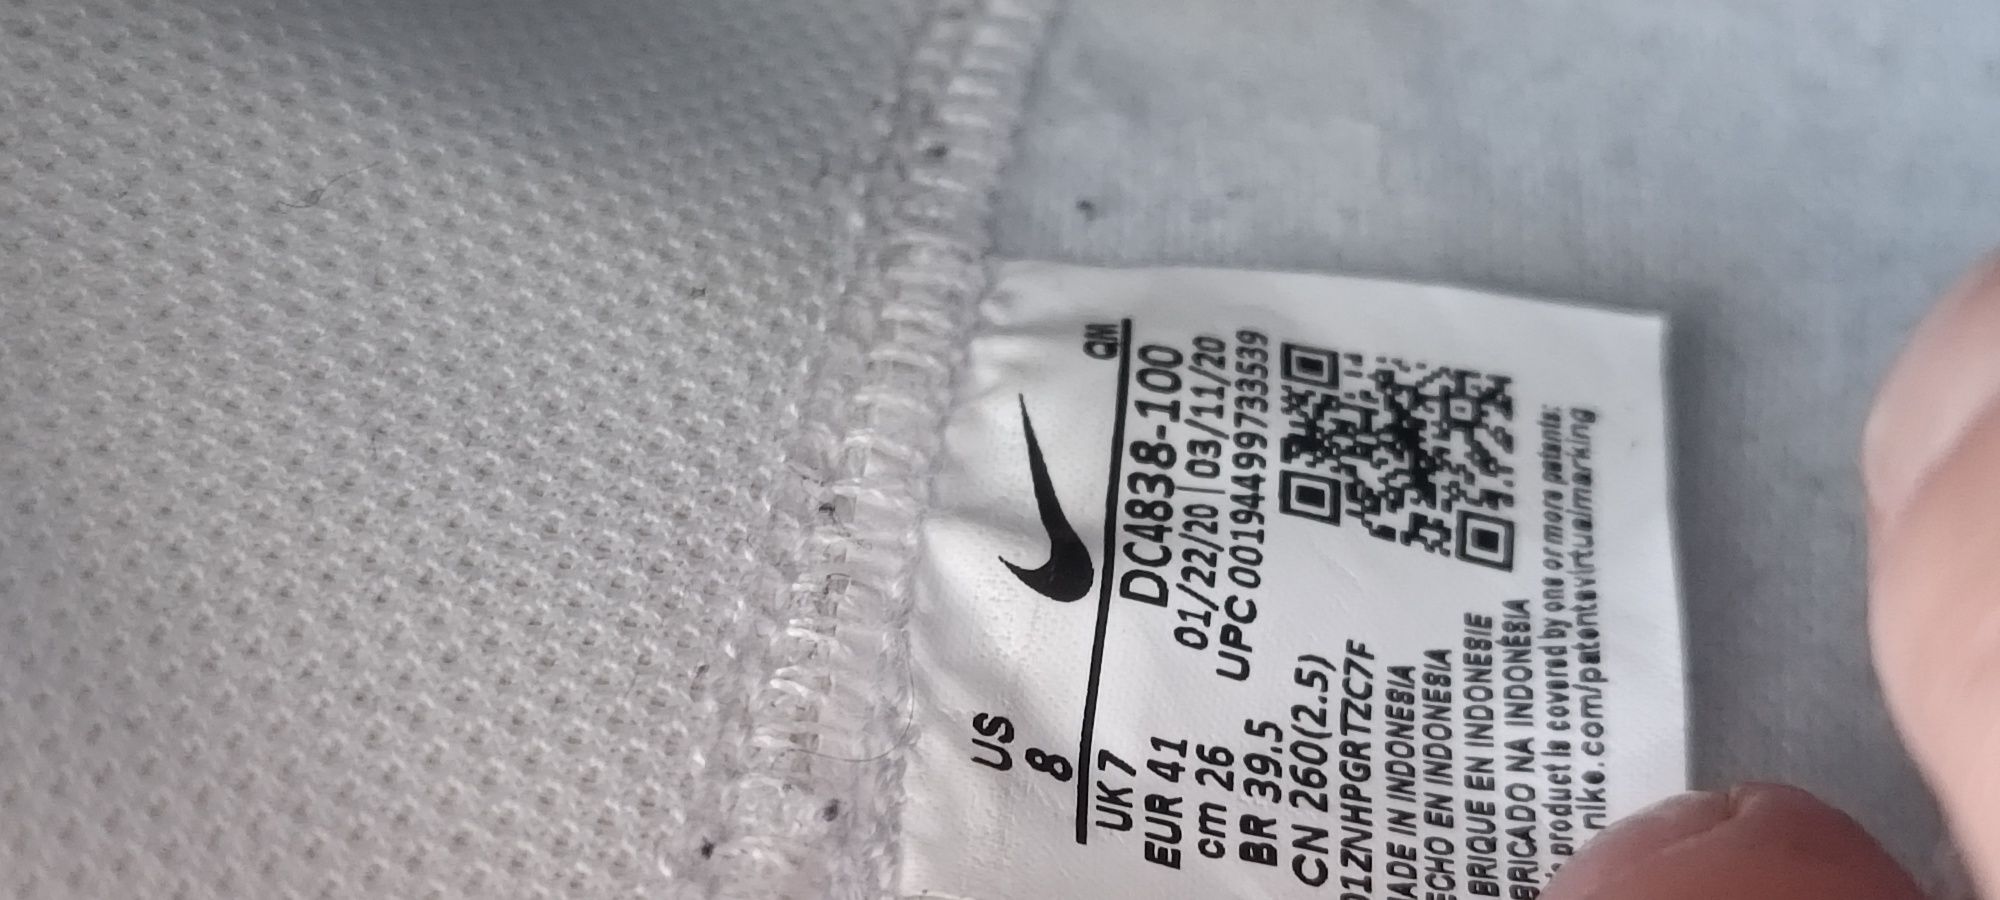 US
8
QM
UK 7
DC4838-100
EUR 41
01/22/20 | 03/11/20
cm 26
UPC 00194499733539
BR 39.5
CN 260(2.5)
01ZNHPGRTZC7F
ADE IN INDONESIA
ECHO EN INDONESIA
BRIQUE EN INDONESIE
BRICADO NA INDONÉSIA
product is covered by one or more patents:
nike.com/patentsvirtualmarking